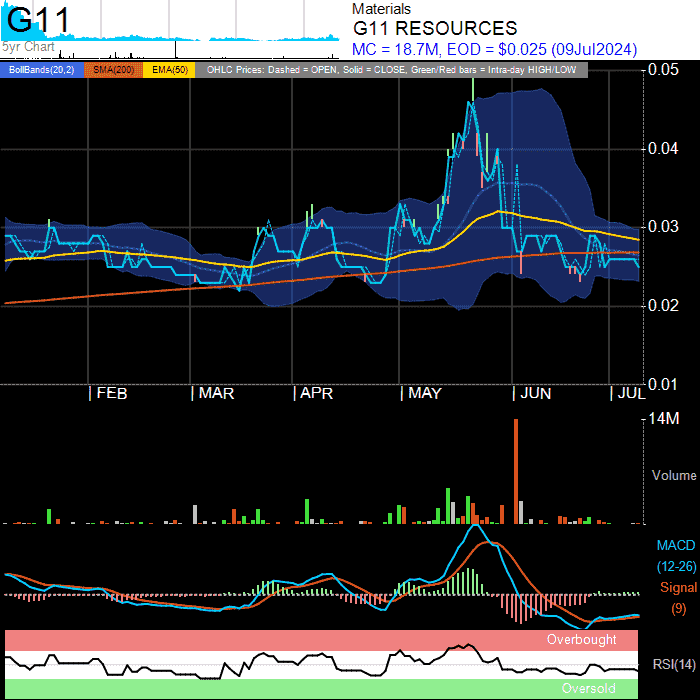 G11
5yr Chart
Materials
G11 RESOURCES
MC = 18.7M, EOD = $0.025 (09Jul2024)
BollBands(20,2) SMA(200) EMA(50) OHLC Prices: Dashed = OPEN, Solid = CLOSE, Green/Red bars = Intra-day HIGH/LOW
0.05
0.04
0.03
0.02
0.01
| FEB | MAR | APR | MAY | JUN | JUL
14M
Volume
MACD
(12-26)
Signal
(9)
Overbought
RSI(14)
Oversold